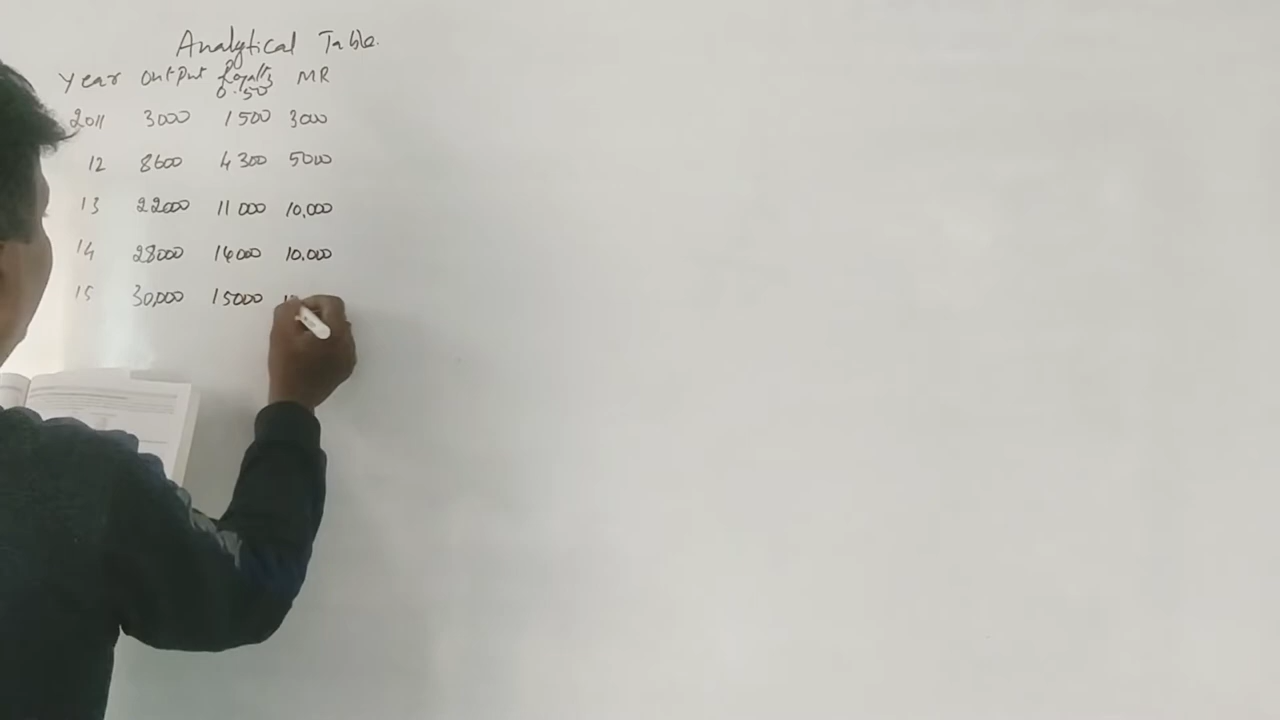 Analytical Table.
Year Output Royalty MR
0.50
2011 3000 1500 3000
12 8600 4300 5000
13 22000 11000 10,000
14 28000 14000 10,000
15 30,000 15000